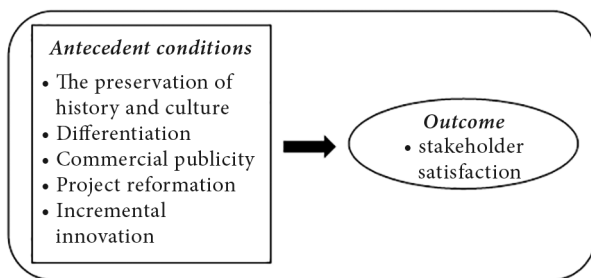 Antecedent conditions
• The preservation of
history and culture
• Differentiation
• Commercial publicity
• Project reformation
• Incremental
innovation
Outcome
• stakeholder
satisfaction